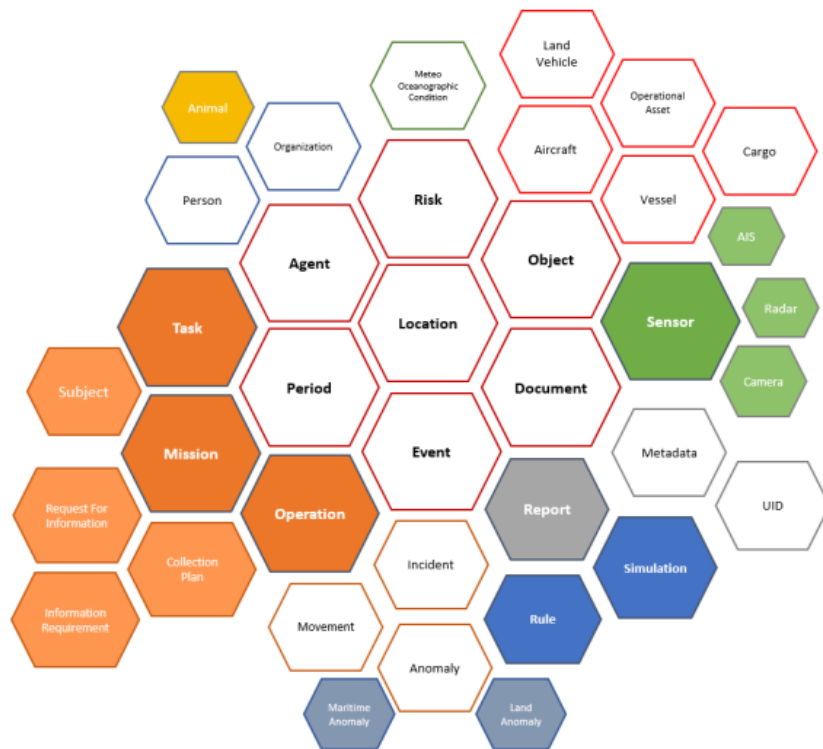 Land
Vehicle
Meteo
Oceanographic
Condition
Operational
Asset
Animal
Organization
Aircraft
Cargo
Person
Risk
Vessel
AIS
Agent
Object
Radar
Task
Location
Sensor
Subject
Period
Document
Camera
Mission
Event
Metadata
Request For
Information
Operation
Report
UID
Collection
Plan
Incident
Simulation
Information
Requirement
Movement
Rule
Anomaly
Maritime
Anomaly
Land
Anomaly